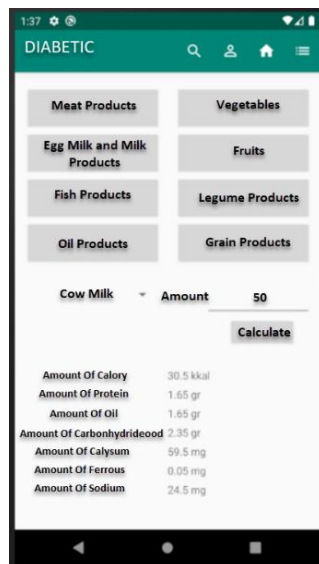 1:37
DIABETIC
Meat Products
Vegetables
Egg Milk and Milk
Products
Fruits
Fish Products
Legume Products
Oil Products
Grain Products
Cow Milk
Amount
50
Calculate
Amount Of Calory 30.5 kkal
Amount Of Protein 1.65 gr
Amount Of Oil 1.65 gr
Amount Of Carbonhydrideood 2.35 gr
Amount Of Calysum 59.5 mg
Amount Of Ferrous 0.05 mg
Amount Of Sodium 24.5 mg